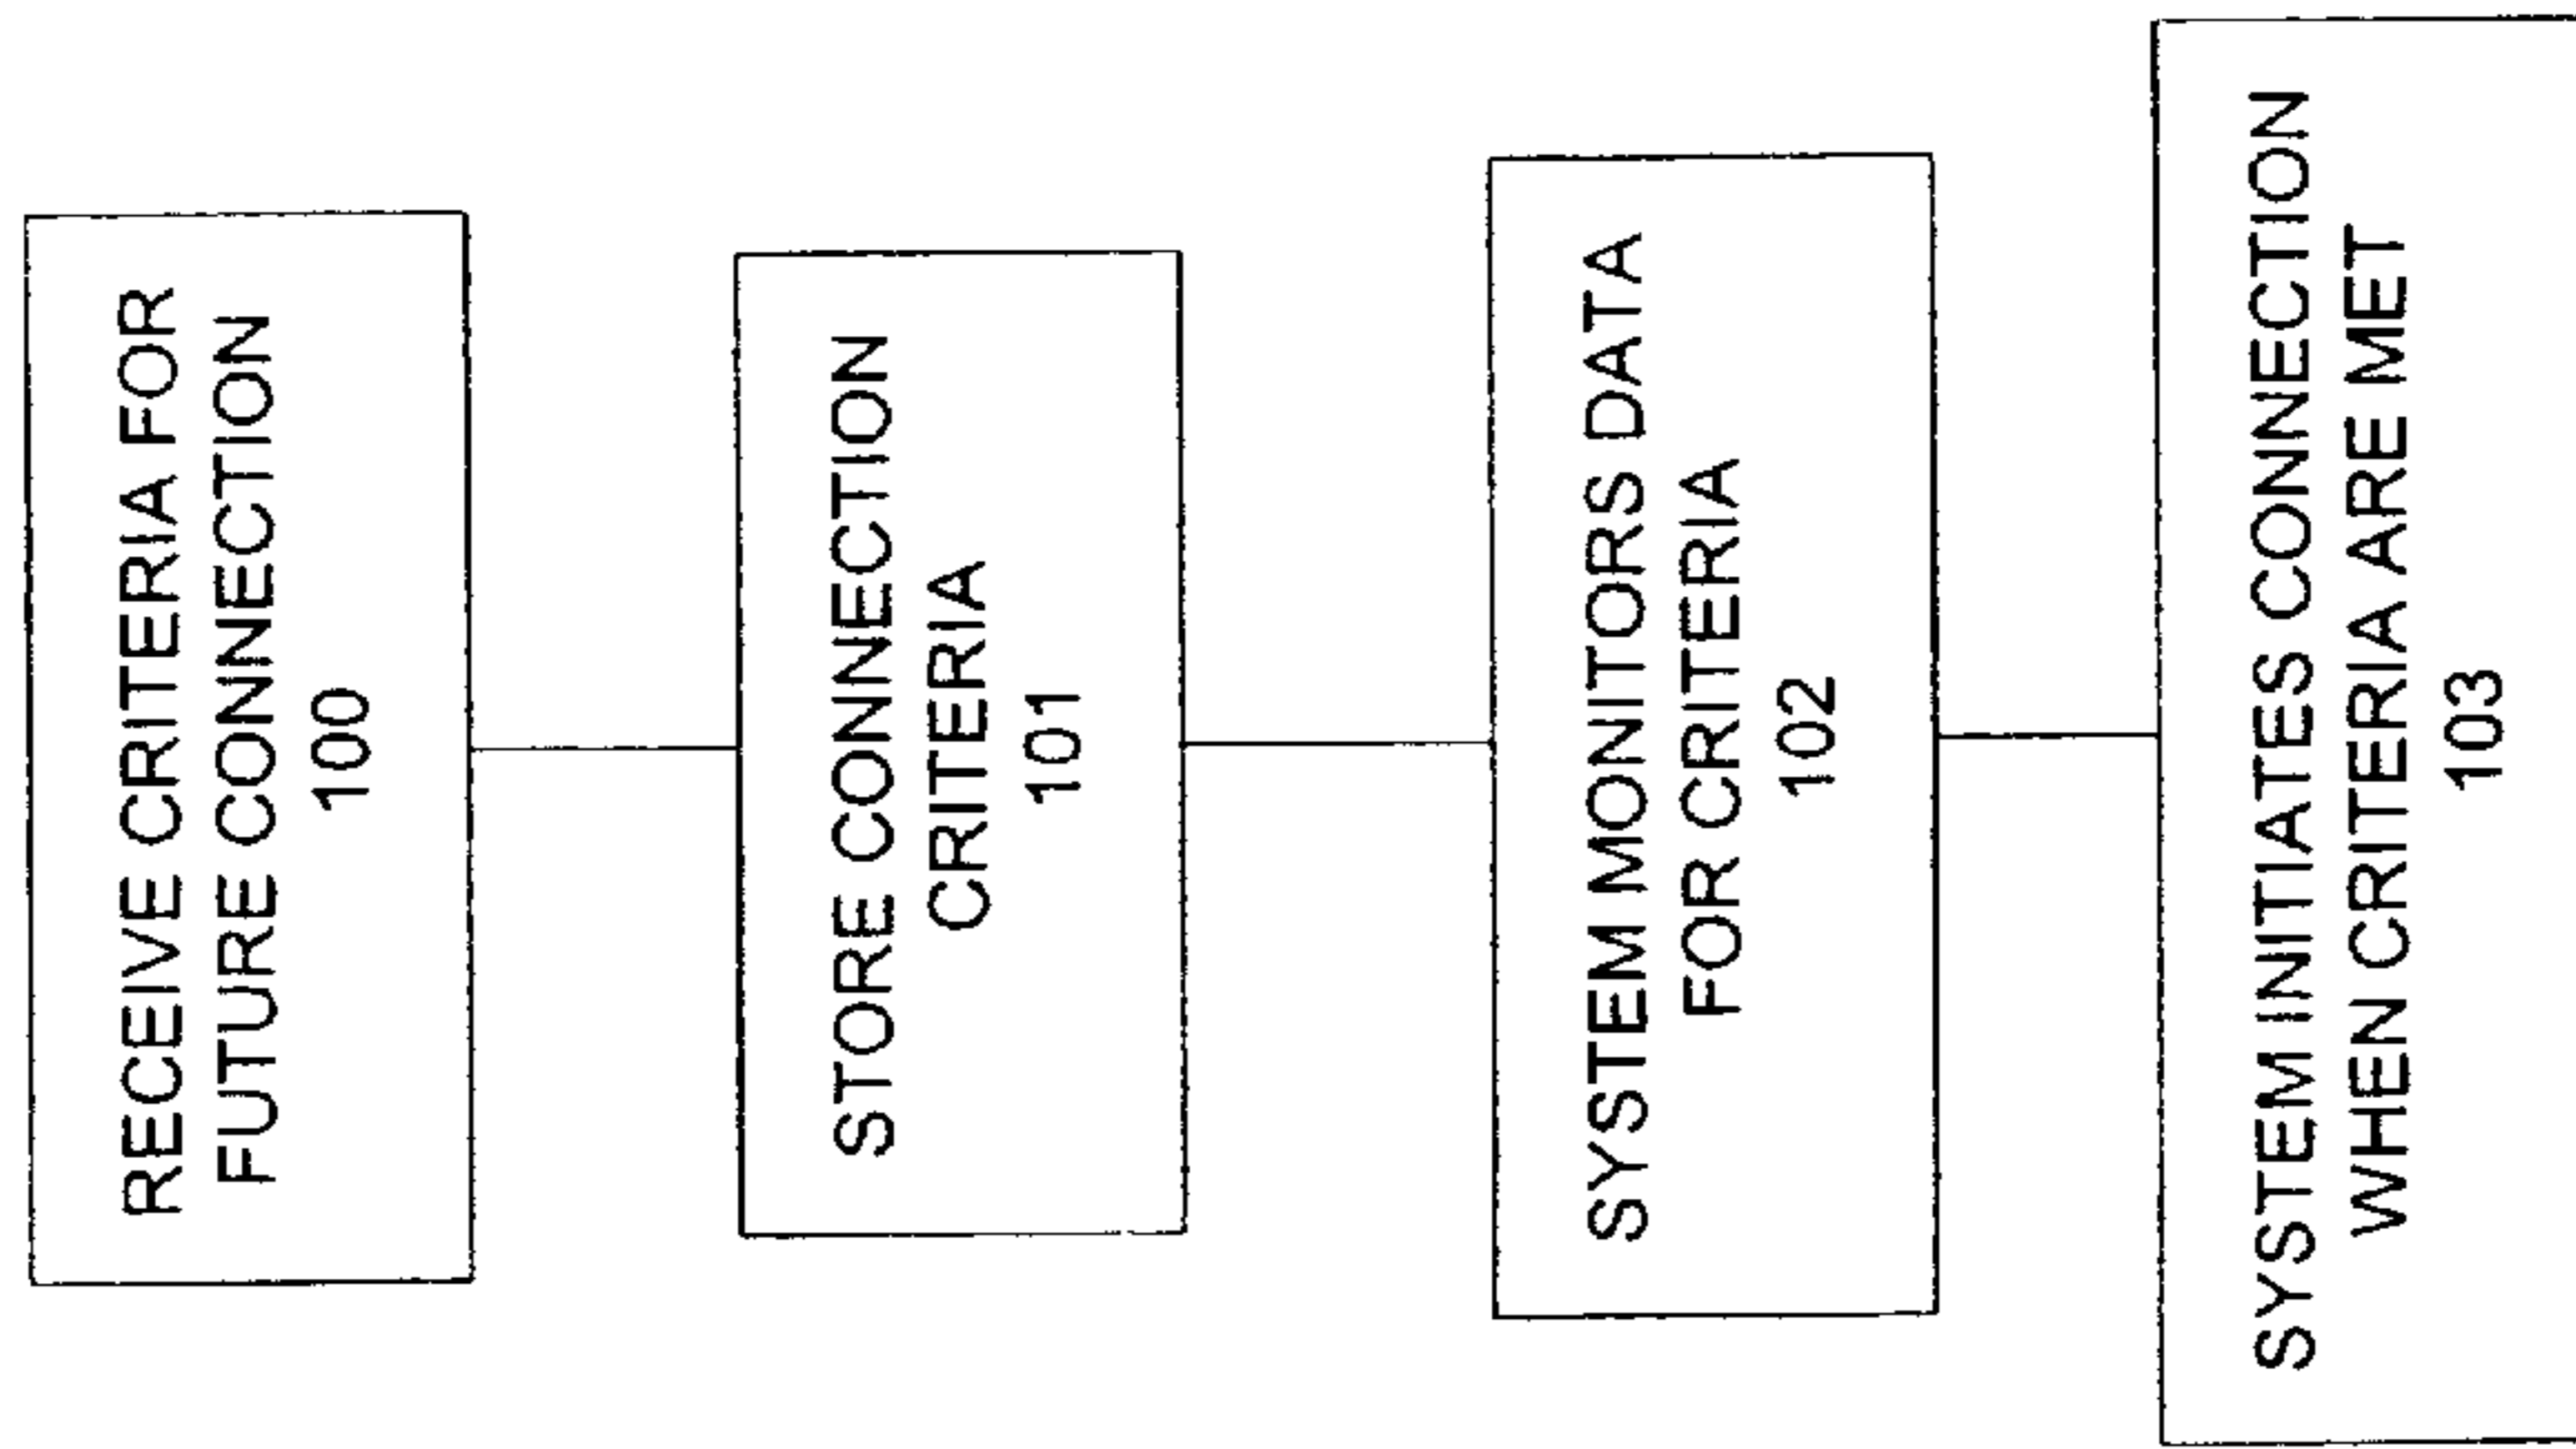 RECEIVE CRITERIA FOR
FUTURE CONNECTION
100
STORE CONNECTION
CRITERIA
101
SYSTEM MONITORS DATA
FOR CRITERIA
102
SYSTEM INITIATES CONNECTION
WHEN CRITERIA ARE MET
103